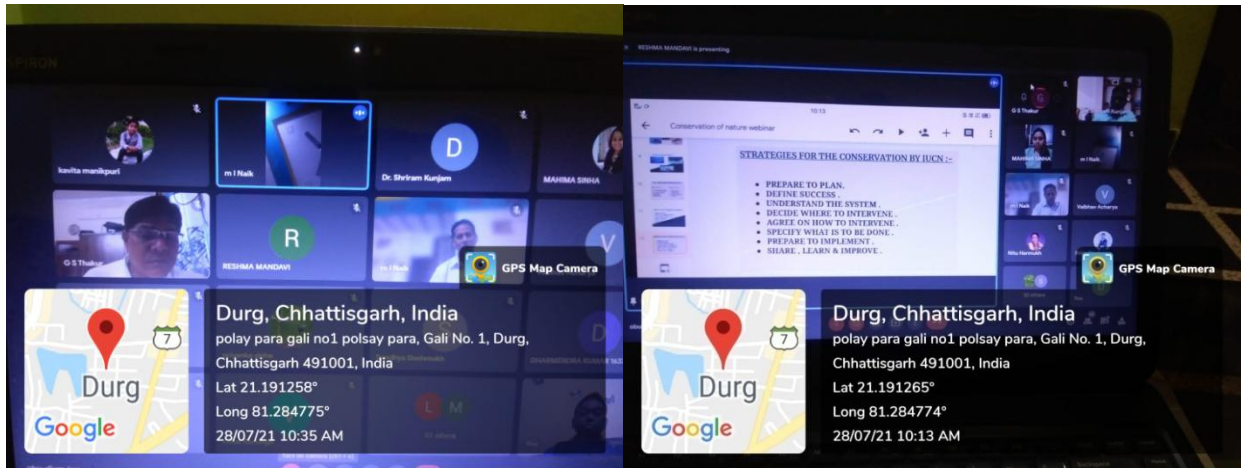 kavita manikpuri
m I Naik
D
Dr. Shriram Kunjam
MAHIMA SINHA
G S Thakur
R
RESHMA MANDAVI
m I Naik
V
GPS Map Camera
Durg, Chhattisgarh, India
polay para gali no1 polsay para, Gali No. 1, Durg,
Chhattisgarh 491001, India
Lat 21.191258°
Long 81.284775°
28/07/21 10:35 AM
7
Durg
Google
L M
RESHMA MANDAVI is presenting
10:13
Conservation of nature webinar
STRATEGIES FOR THE CONSERVATION BY IUCN :-
• PREPARE TO PLAN.
• DEFINE SUCCESS .
• UNDERSTAND THE SYSTEM .
• DECIDE WHERE TO INTERVENE .
• AGREE ON HOW TO INTERVENE .
• SPECIFY WHAT IS TO BE DONE .
• PREPARE TO IMPLEMENT .
• SHARE , LEARN & IMPROVE .
G S Thakur
G
MAHIMA SINHA
m I Naik
m I Naik
V
Vaibhav Acharya
GPS Map Camera
Durg, Chhattisgarh, India
polay para gali no1 polsay para, Gali No. 1, Durg,
Chhattisgarh 491001, India
Lat 21.191265°
Long 81.284774°
28/07/21 10:13 AM
7
Durg
Google